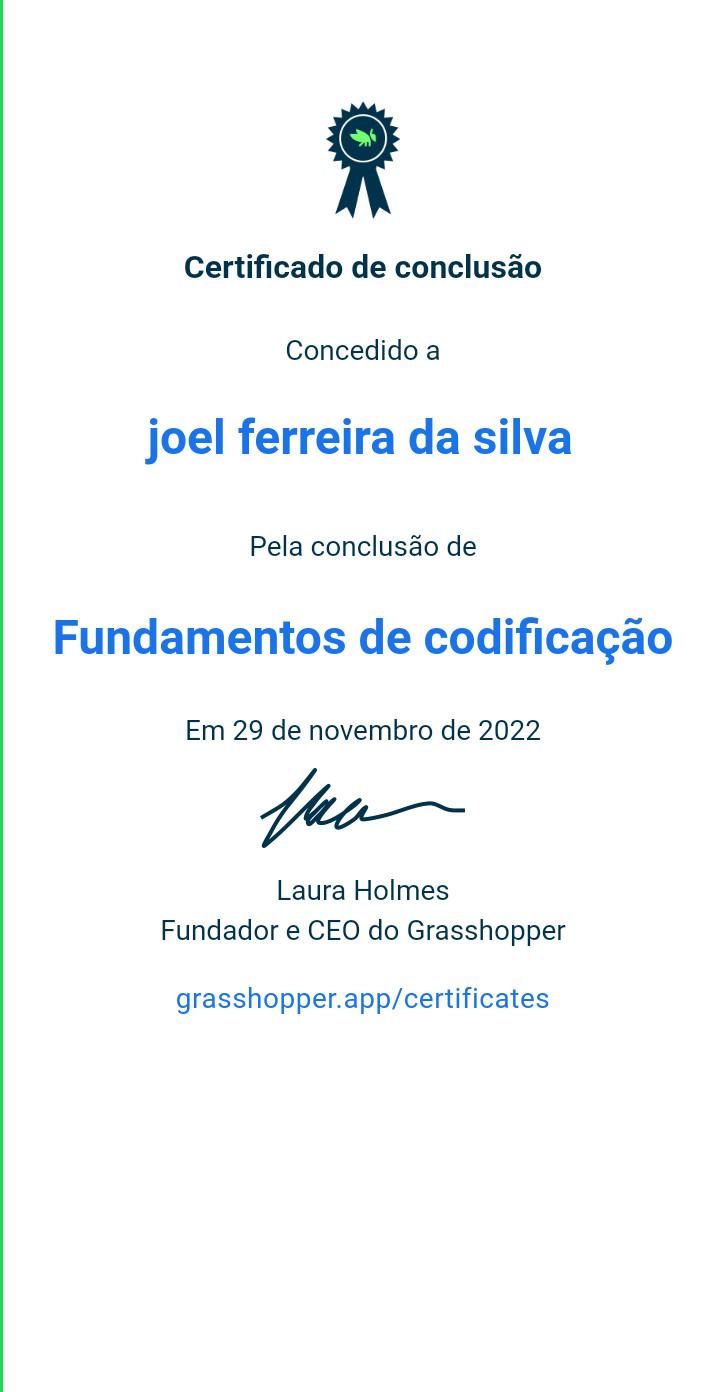 Certificado de conclusão
Concedido a
joel ferreira da silva
Pela conclusão de
Fundamentos de codificação
Em 29 de novembro de 2022
Laura Holmes
Fundador e CEO do Grasshopper
grasshopper.app/certificates